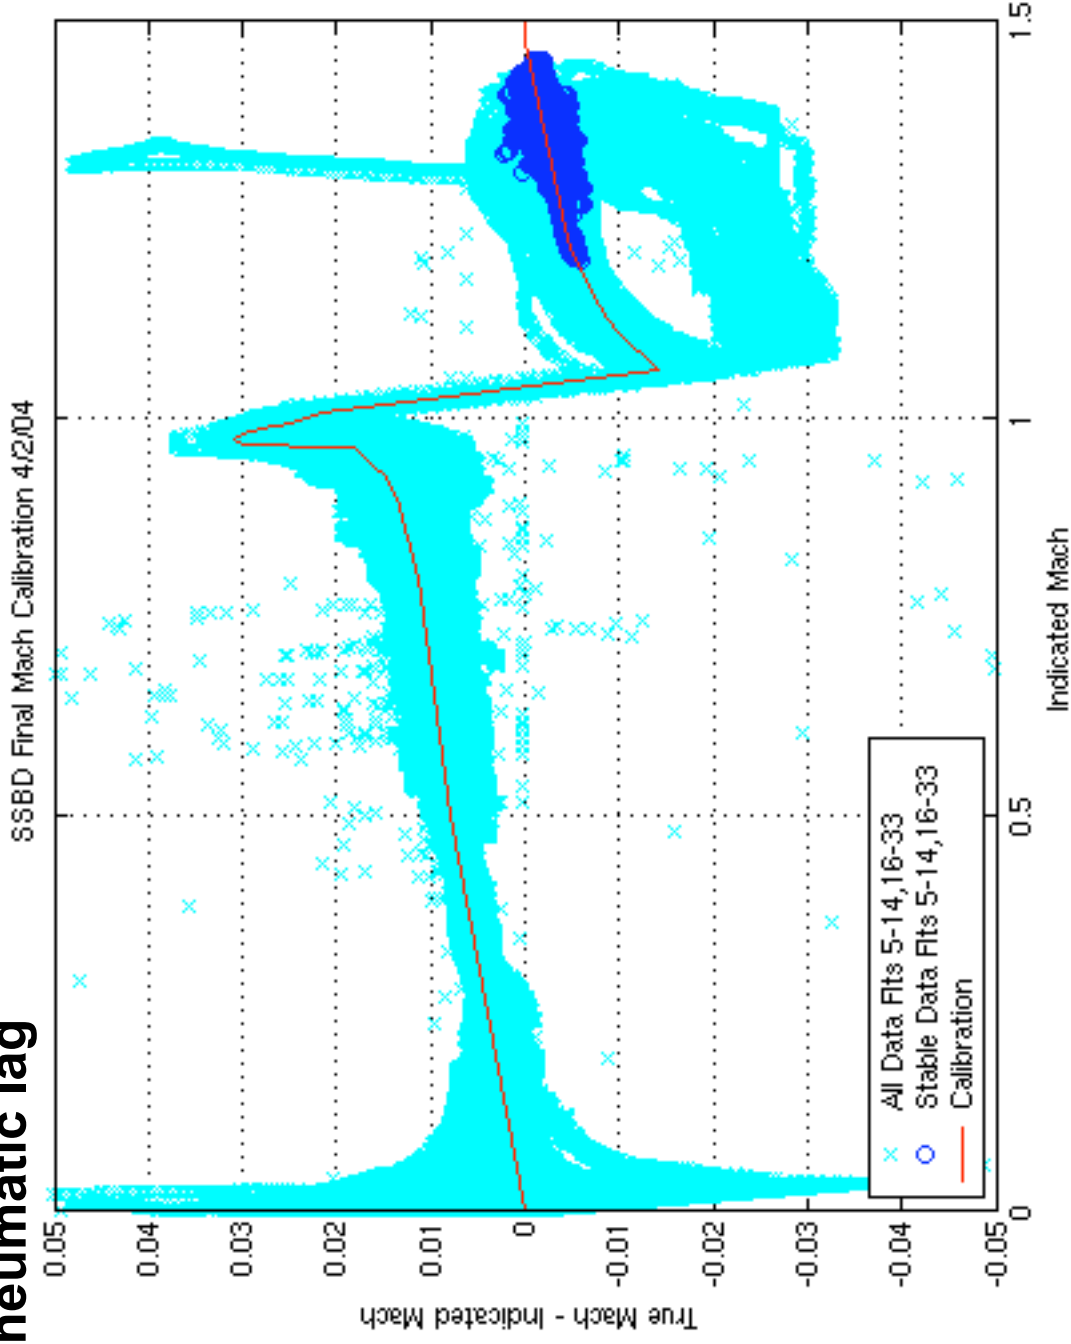 neumatic lag
SSBD Final Mach Calibration 4/2/04
0.05
0.04
0.03
0.02
0.01
0
-0.01
-0.02
-0.03
-0.04
-0.05
True Mach - Indicated Mach
All Data Flts 5-14,16-33
Stable Data Flts 5-14,16-33
Calibration
0 0.5 1 1.5
Indicated Mach